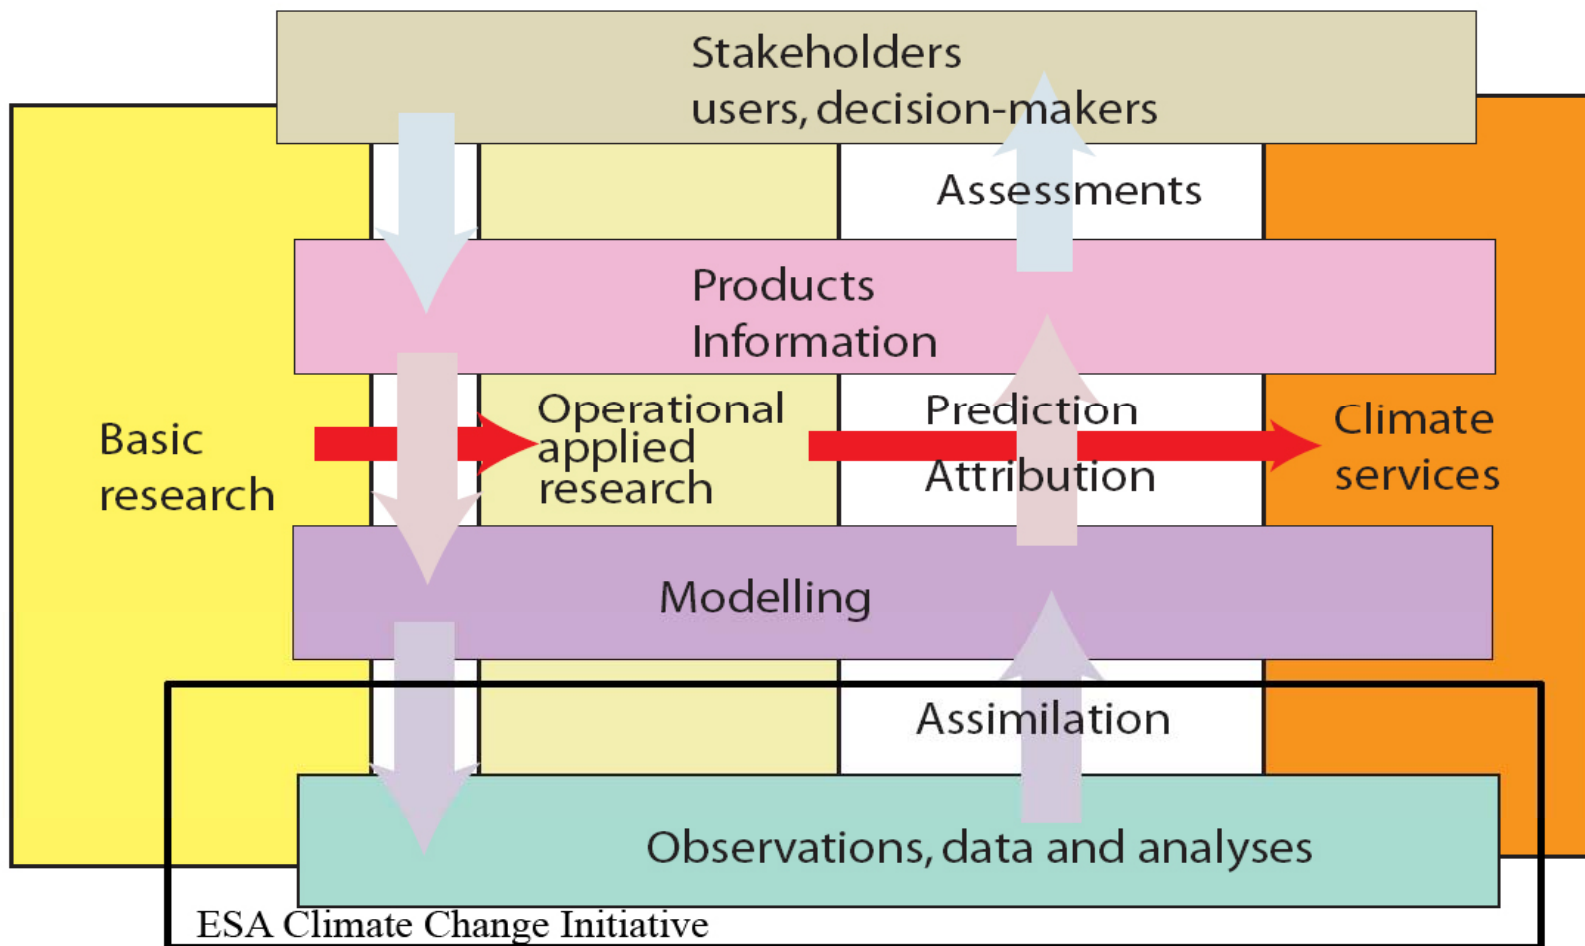 Stakeholders
users, decision-makers
Assessments
Products
Information
Basic
research
Operational
applied
research
Prediction
Attribution
Climate
services
Modelling
Assimilation
Observations, data and analyses
ESA Climate Change Initiative